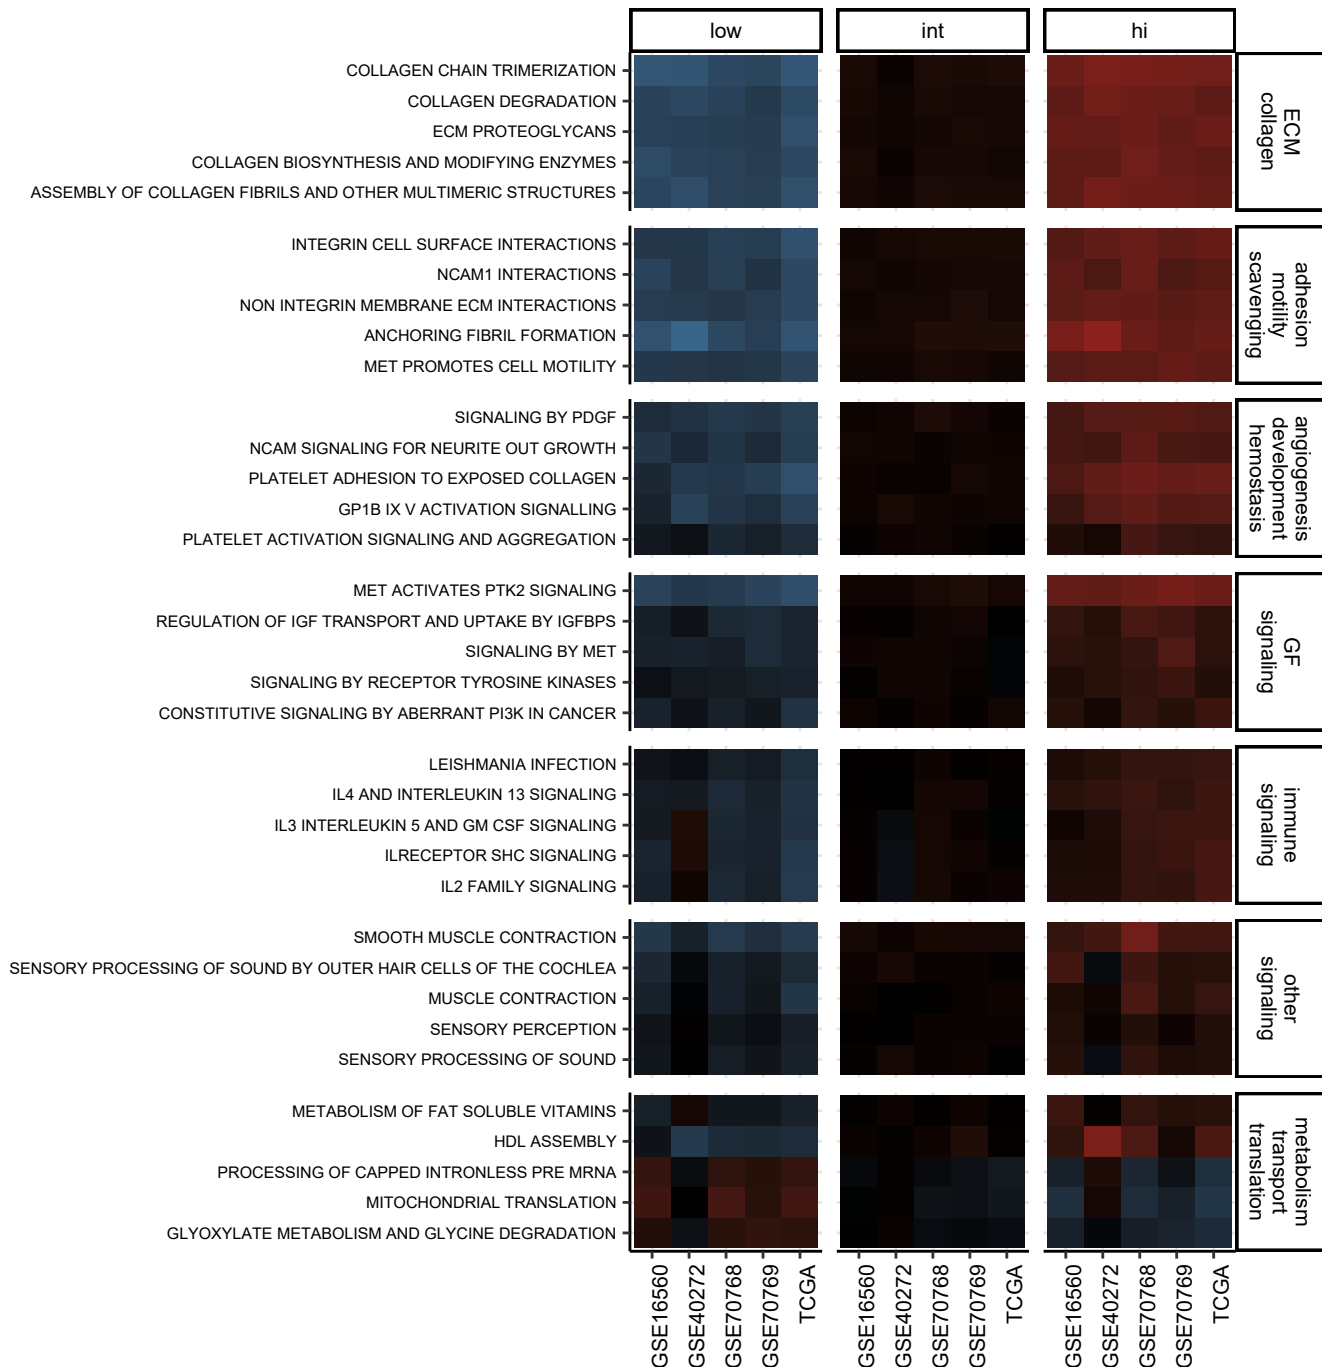 low
int
hi
COLLAGEN CHAIN TRIMERIZATION
COLLAGEN DEGRADATION
ECM PROTEOGLYCANS
COLLAGEN BIOSYNTHESIS AND MODIFYING ENZYMES
ASSEMBLY OF COLLAGEN FIBRILS AND OTHER MULTIMERIC STRUCTURES
ECM
collagen
INTEGRIN CELL SURFACE INTERACTIONS
NCAM1 INTERACTIONS
NON INTEGRIN MEMBRANE ECM INTERACTIONS
ANCHORING FIBRIL FORMATION
MET PROMOTES CELL MOTILITY
adhesion
motility
scavenging
SIGNALING BY PDGF
NCAM SIGNALING FOR NEURITE OUT GROWTH
PLATELET ADHESION TO EXPOSED COLLAGEN
GP1B IX V ACTIVATION SIGNALLING
PLATELET ACTIVATION SIGNALING AND AGGREGATION
angiogenesis
development
hemostasis
MET ACTIVATES PTK2 SIGNALING
REGULATION OF IGF TRANSPORT AND UPTAKE BY IGFBPS
SIGNALING BY MET
SIGNALING BY RECEPTOR TYROSINE KINASES
CONSTITUTIVE SIGNALING BY ABERRANT PI3K IN CANCER
GF
signaling
LEISHMANIA INFECTION
IL4 AND INTERLEUKIN 13 SIGNALING
IL3 INTERLEUKIN 5 AND GM CSF SIGNALING
ILRECEPTOR SHC SIGNALING
IL2 FAMILY SIGNALING
immune
signaling
SMOOTH MUSCLE CONTRACTION
SENSORY PROCESSING OF SOUND BY OUTER HAIR CELLS OF THE COCHLEA
MUSCLE CONTRACTION
SENSORY PERCEPTION
SENSORY PROCESSING OF SOUND
other
signaling
METABOLISM OF FAT SOLUBLE VITAMINS
HDL ASSEMBLY
PROCESSING OF CAPPED INTRONLESS PRE MRNA
MITOCHONDRIAL TRANSLATION
GLYOXYLATE METABOLISM AND GLYCINE DEGRADATION
metabolism
transport
translation
GSE16560
GSE40272
GSE70768
GSE70769
TCGA
GSE16560
GSE40272
GSE70768
GSE70769
TCGA
GSE16560
GSE40272
GSE70768
GSE70769
TCGA